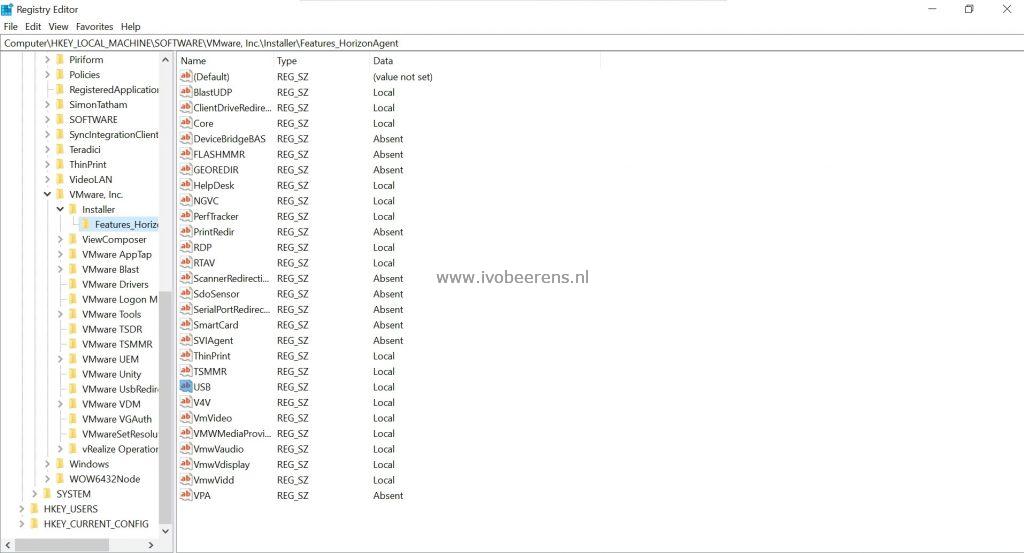 Registry Editor
File Edit View Favorites Help
Computer\HKEY_LOCAL_MACHINE\SOFTWARE\VMware, Inc.\Installer\Features_HorizonAgent
Piriform
Policies
RegisteredApplication
SimonTatham
SOFTWARE
SyncIntegrationClient
Teradici
ThinPrint
VideoLAN
VMware, Inc.
Installer
Features_Horizo
ViewComposer
VMware AppTap
VMware Blast
VMware Drivers
VMware Logon M
VMware Tools
VMware TSDR
VMware TSMMR
VMware UEM
VMware Unity
VMware UsbRedire
VMware VDM
VMware VGAuth
VMwareSetResolu
vRealize Operation
Windows
WOW6432Node
SYSTEM
HKEY_USERS
HKEY_CURRENT_CONFIG
Name Type Data
(Default) REG_SZ (value not set)
BlastUDP REG_SZ Local
ClientDriveRedire... REG_SZ Local
Core REG_SZ Local
DeviceBridgeBAS REG_SZ Absent
FLASHMMR REG_SZ Absent
GEOREDIR REG_SZ Absent
HelpDesk REG_SZ Local
NGVC REG_SZ Local
PerfTracker REG_SZ Local
PrintRedir REG_SZ Absent
RDP REG_SZ Local
RTAV REG_SZ Local
ScannerRedirecti... REG_SZ Absent
SdoSensor REG_SZ Absent
SerialPortRedirec... REG_SZ Absent
SmartCard REG_SZ Absent
SVIAgent REG_SZ Absent
ThinPrint REG_SZ Local
TSMMR REG_SZ Local
USB REG_SZ Local
V4V REG_SZ Local
VmVideo REG_SZ Local
VMWMediaProvi... REG_SZ Local
VmwVaudio REG_SZ Local
VmwVdisplay REG_SZ Local
VmwVidd REG_SZ Local
VPA REG_SZ Absent
www.ivobeerens.nl